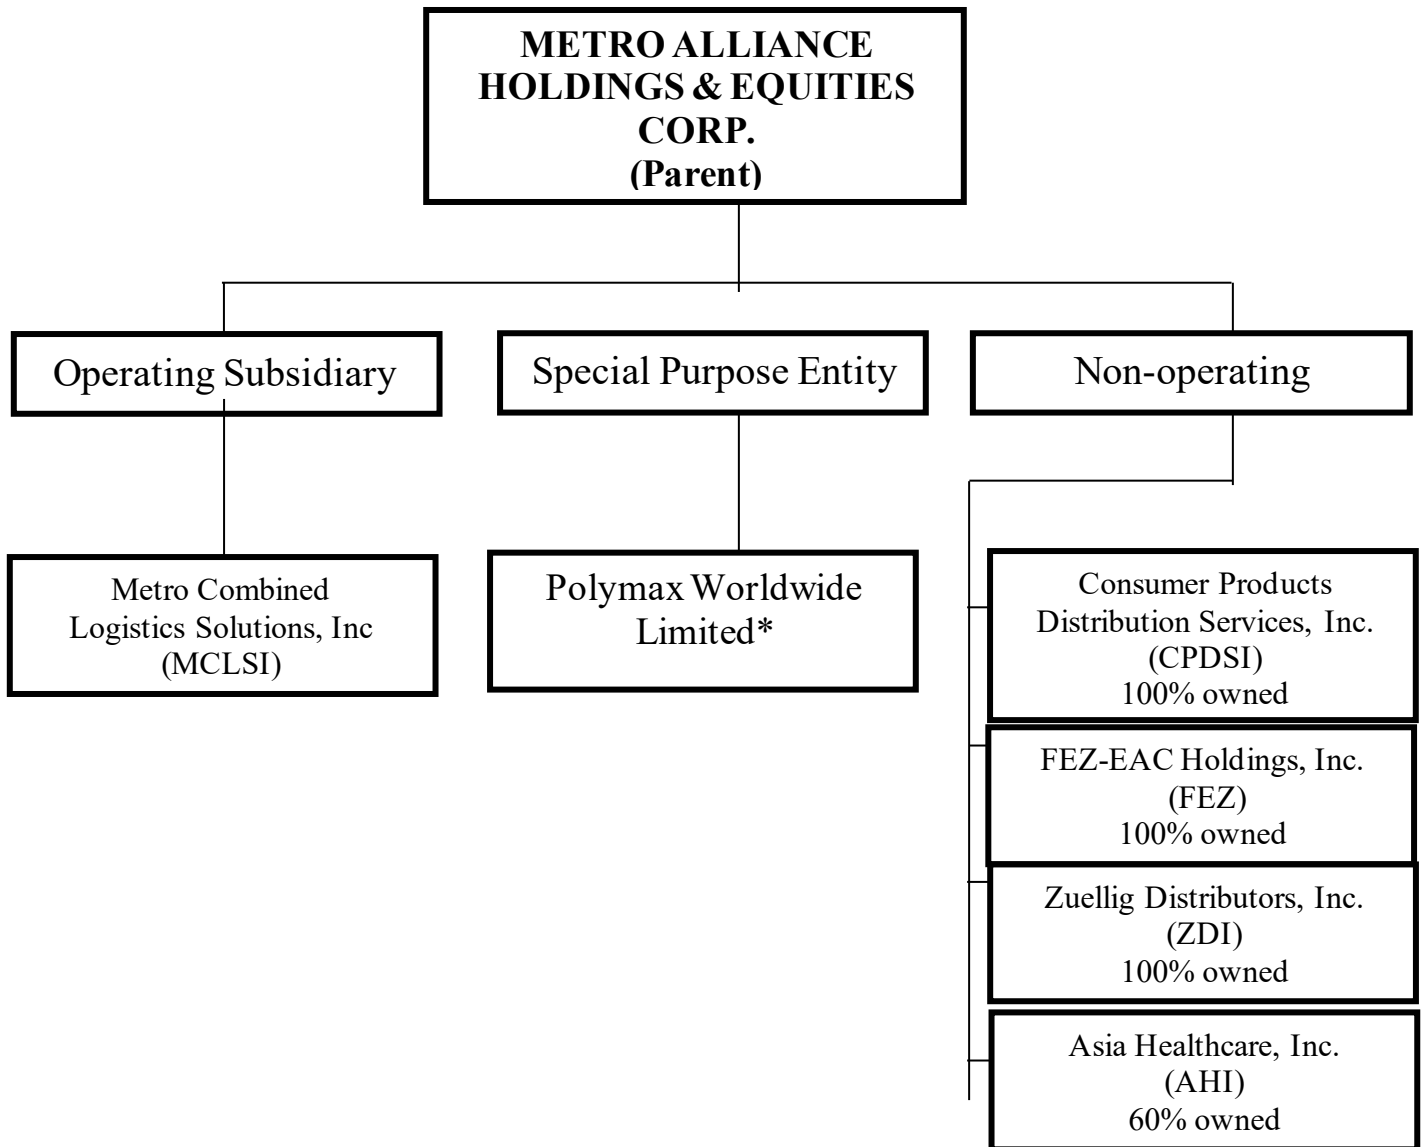 METRO ALLIANCE
HOLDINGS & EQUITIES
CORP.
(Parent)
Operating Subsidiary
Special Purpose Entity
Non-operating
Metro Combined
Logistics Solutions, Inc
(MCLSI)
Polymax Worldwide
Limited*
Consumer Products
Distribution Services, Inc.
(CPDSI)
100% owned
FEZ-EAC Holdings, Inc.
(FEZ)
100% owned
Zuellig Distributors, Inc.
(ZDI)
100% owned
Asia Healthcare, Inc.
(AHI)
60% owned